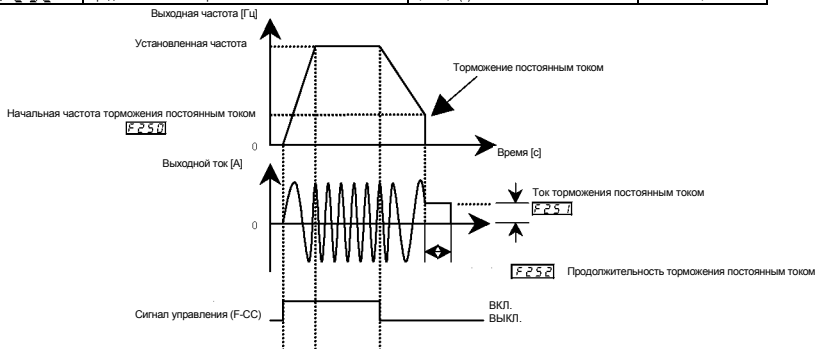 Выходная частота [Гц]
Установленная частота
Торможение постоянным током
Начальная частота торможения постоянным током
F250
0
Время [с]
Выходной ток [А]
Ток торможения постоянным током
F251
0
F252 Продолжительность торможения постоянным током
Сигнал управления (F-CC)
ВКЛ.
ВЫКЛ.